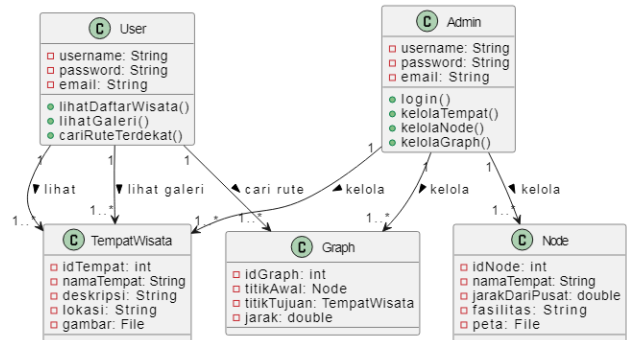 C User
username: String
password: String
email: String
lihatDaftarWisata()
lihatGaleri()
cariRuteTerdekat()
C Admin
username: String
password: String
email: String
login()
kelolaTempat()
kelolaNode()
kelolaGraph()
1 1 1 1 1 1
lihat lihat galeri cari rute kelola kelola kelola
1..* 1..* 1..* 1..* 1..* 1..*
C TempatWisata
idTempat: int
namaTempat: String
deskripsi: String
lokasi: String
gambar: File
C Graph
idGraph: int
titikAwal: Node
titikTujuan: TempatWisata
jarak: double
C Node
idNode: int
namaTempat: String
jarakDariPusat: double
fasilitas: String
peta: File